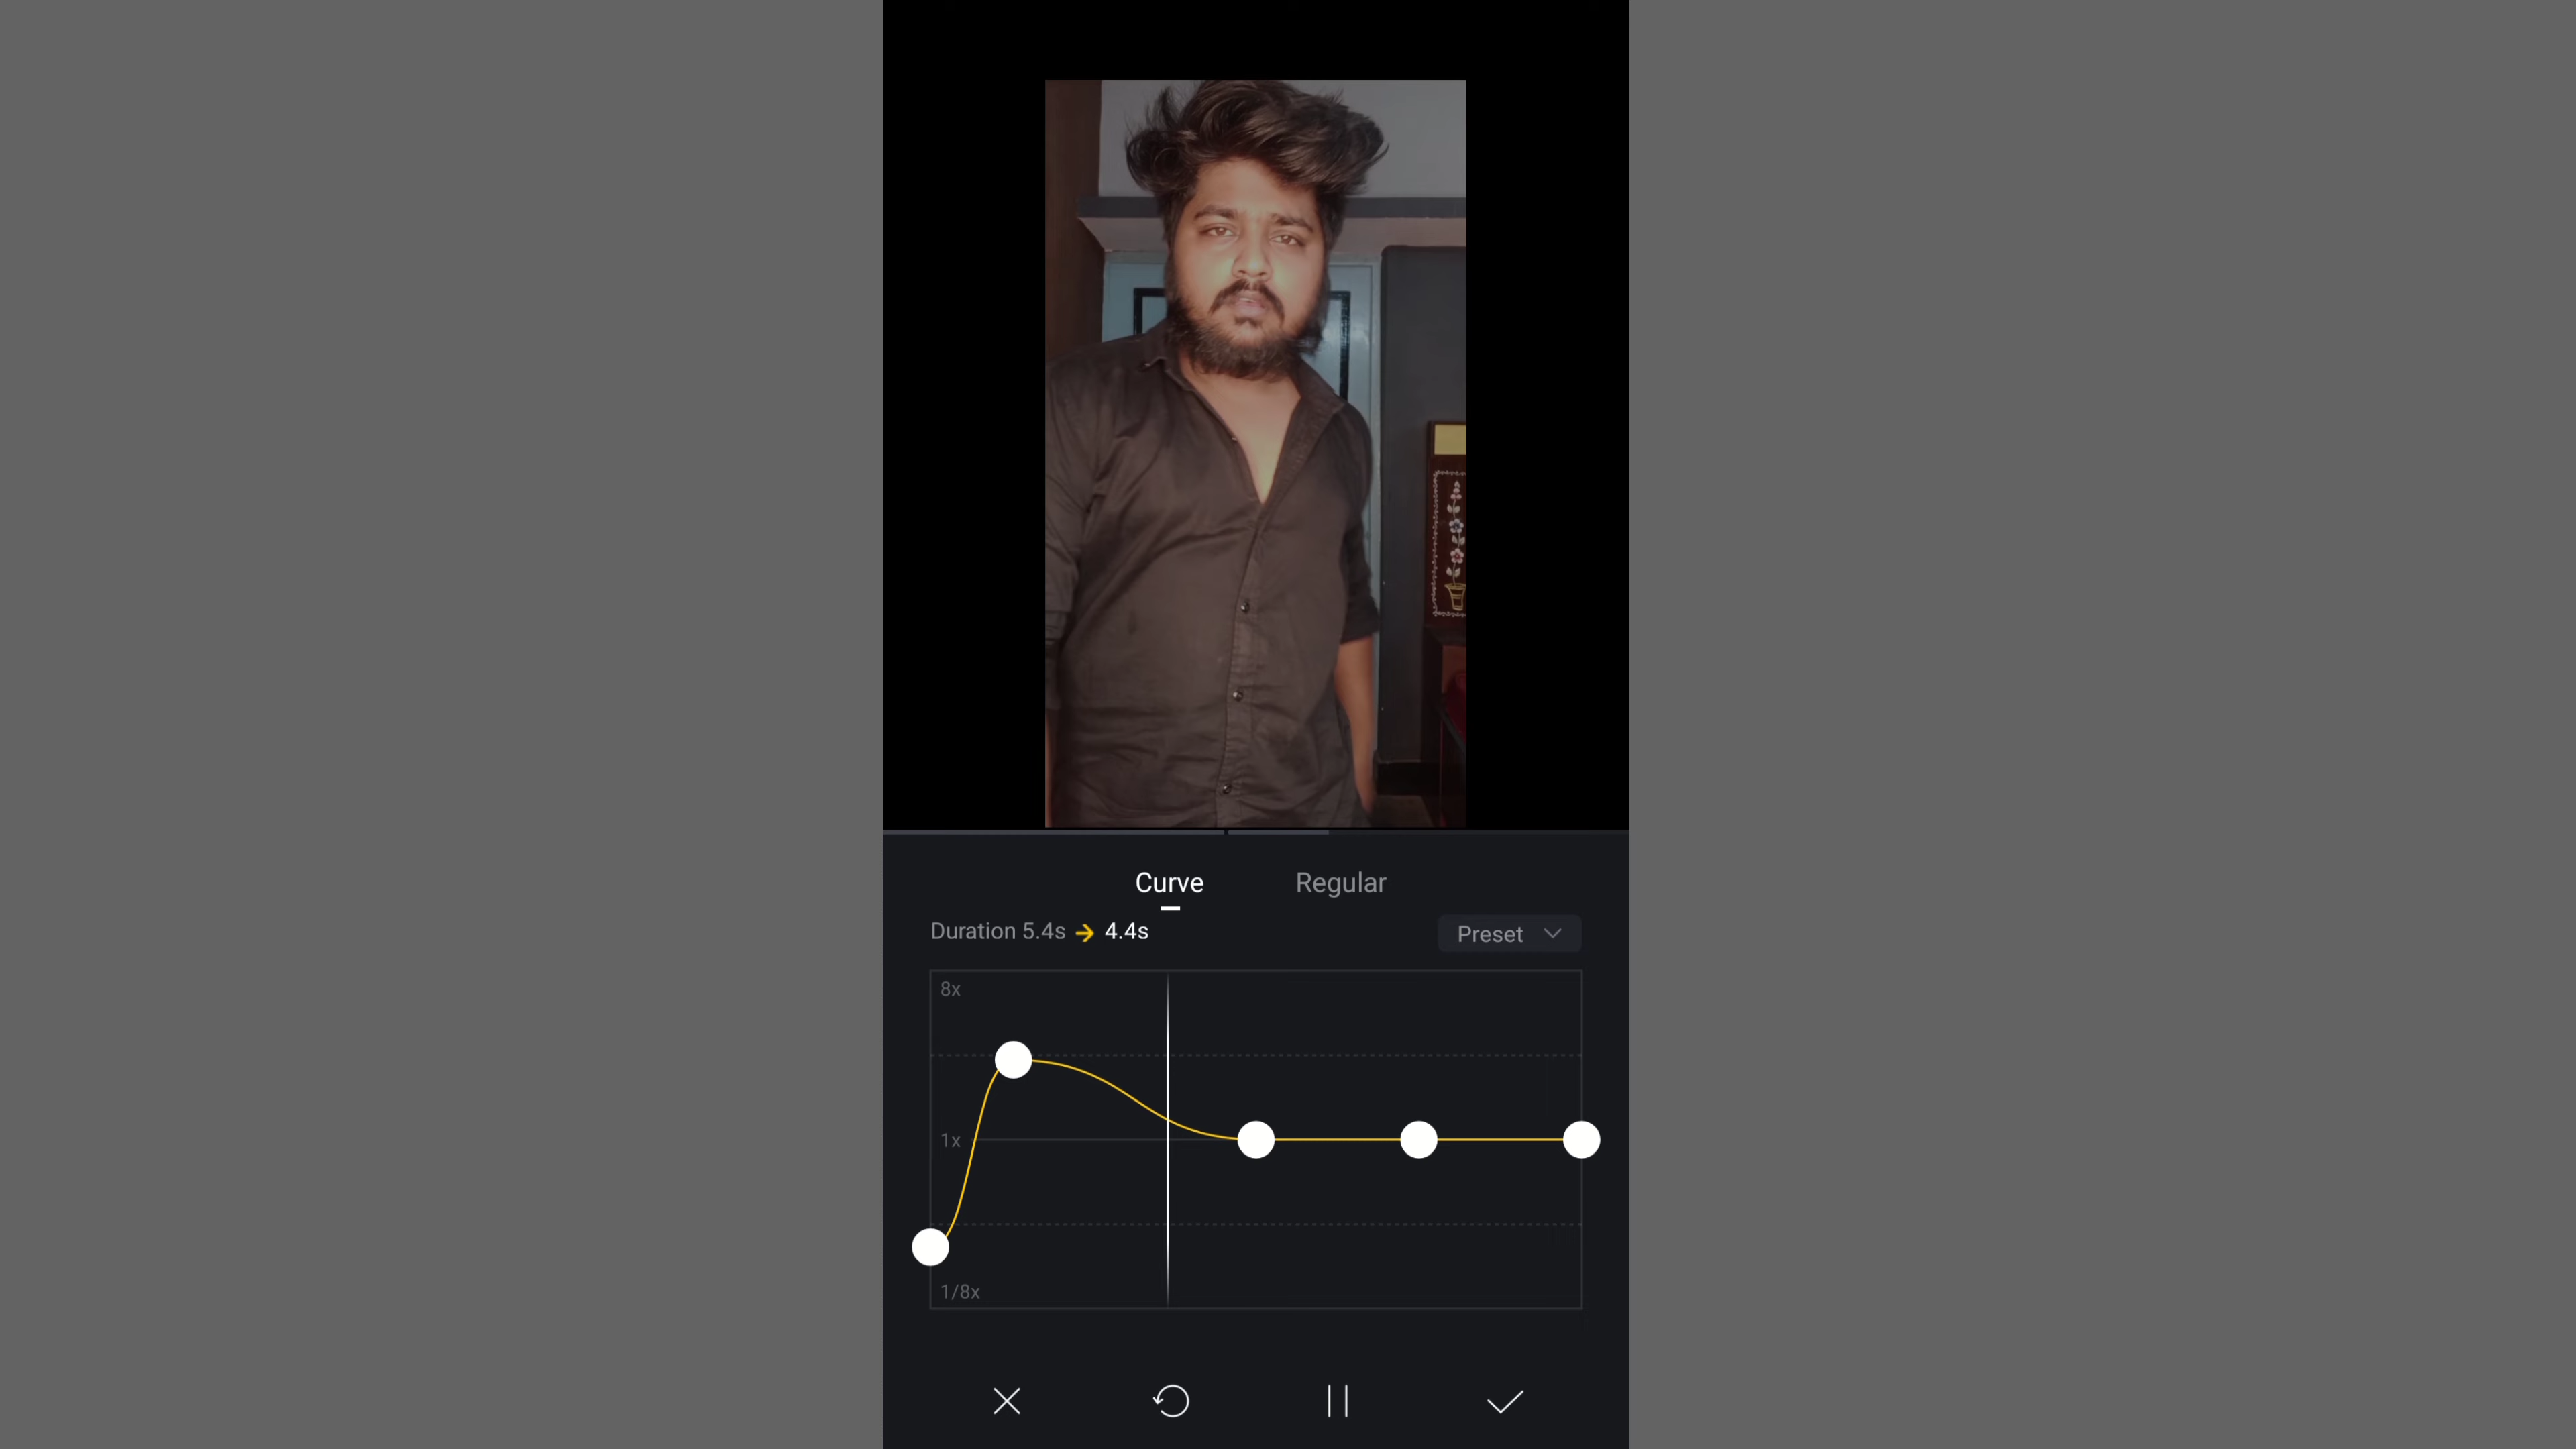 Curve Regular
Duration 5.4s → 4.4s Preset
8x
1x
1/8x